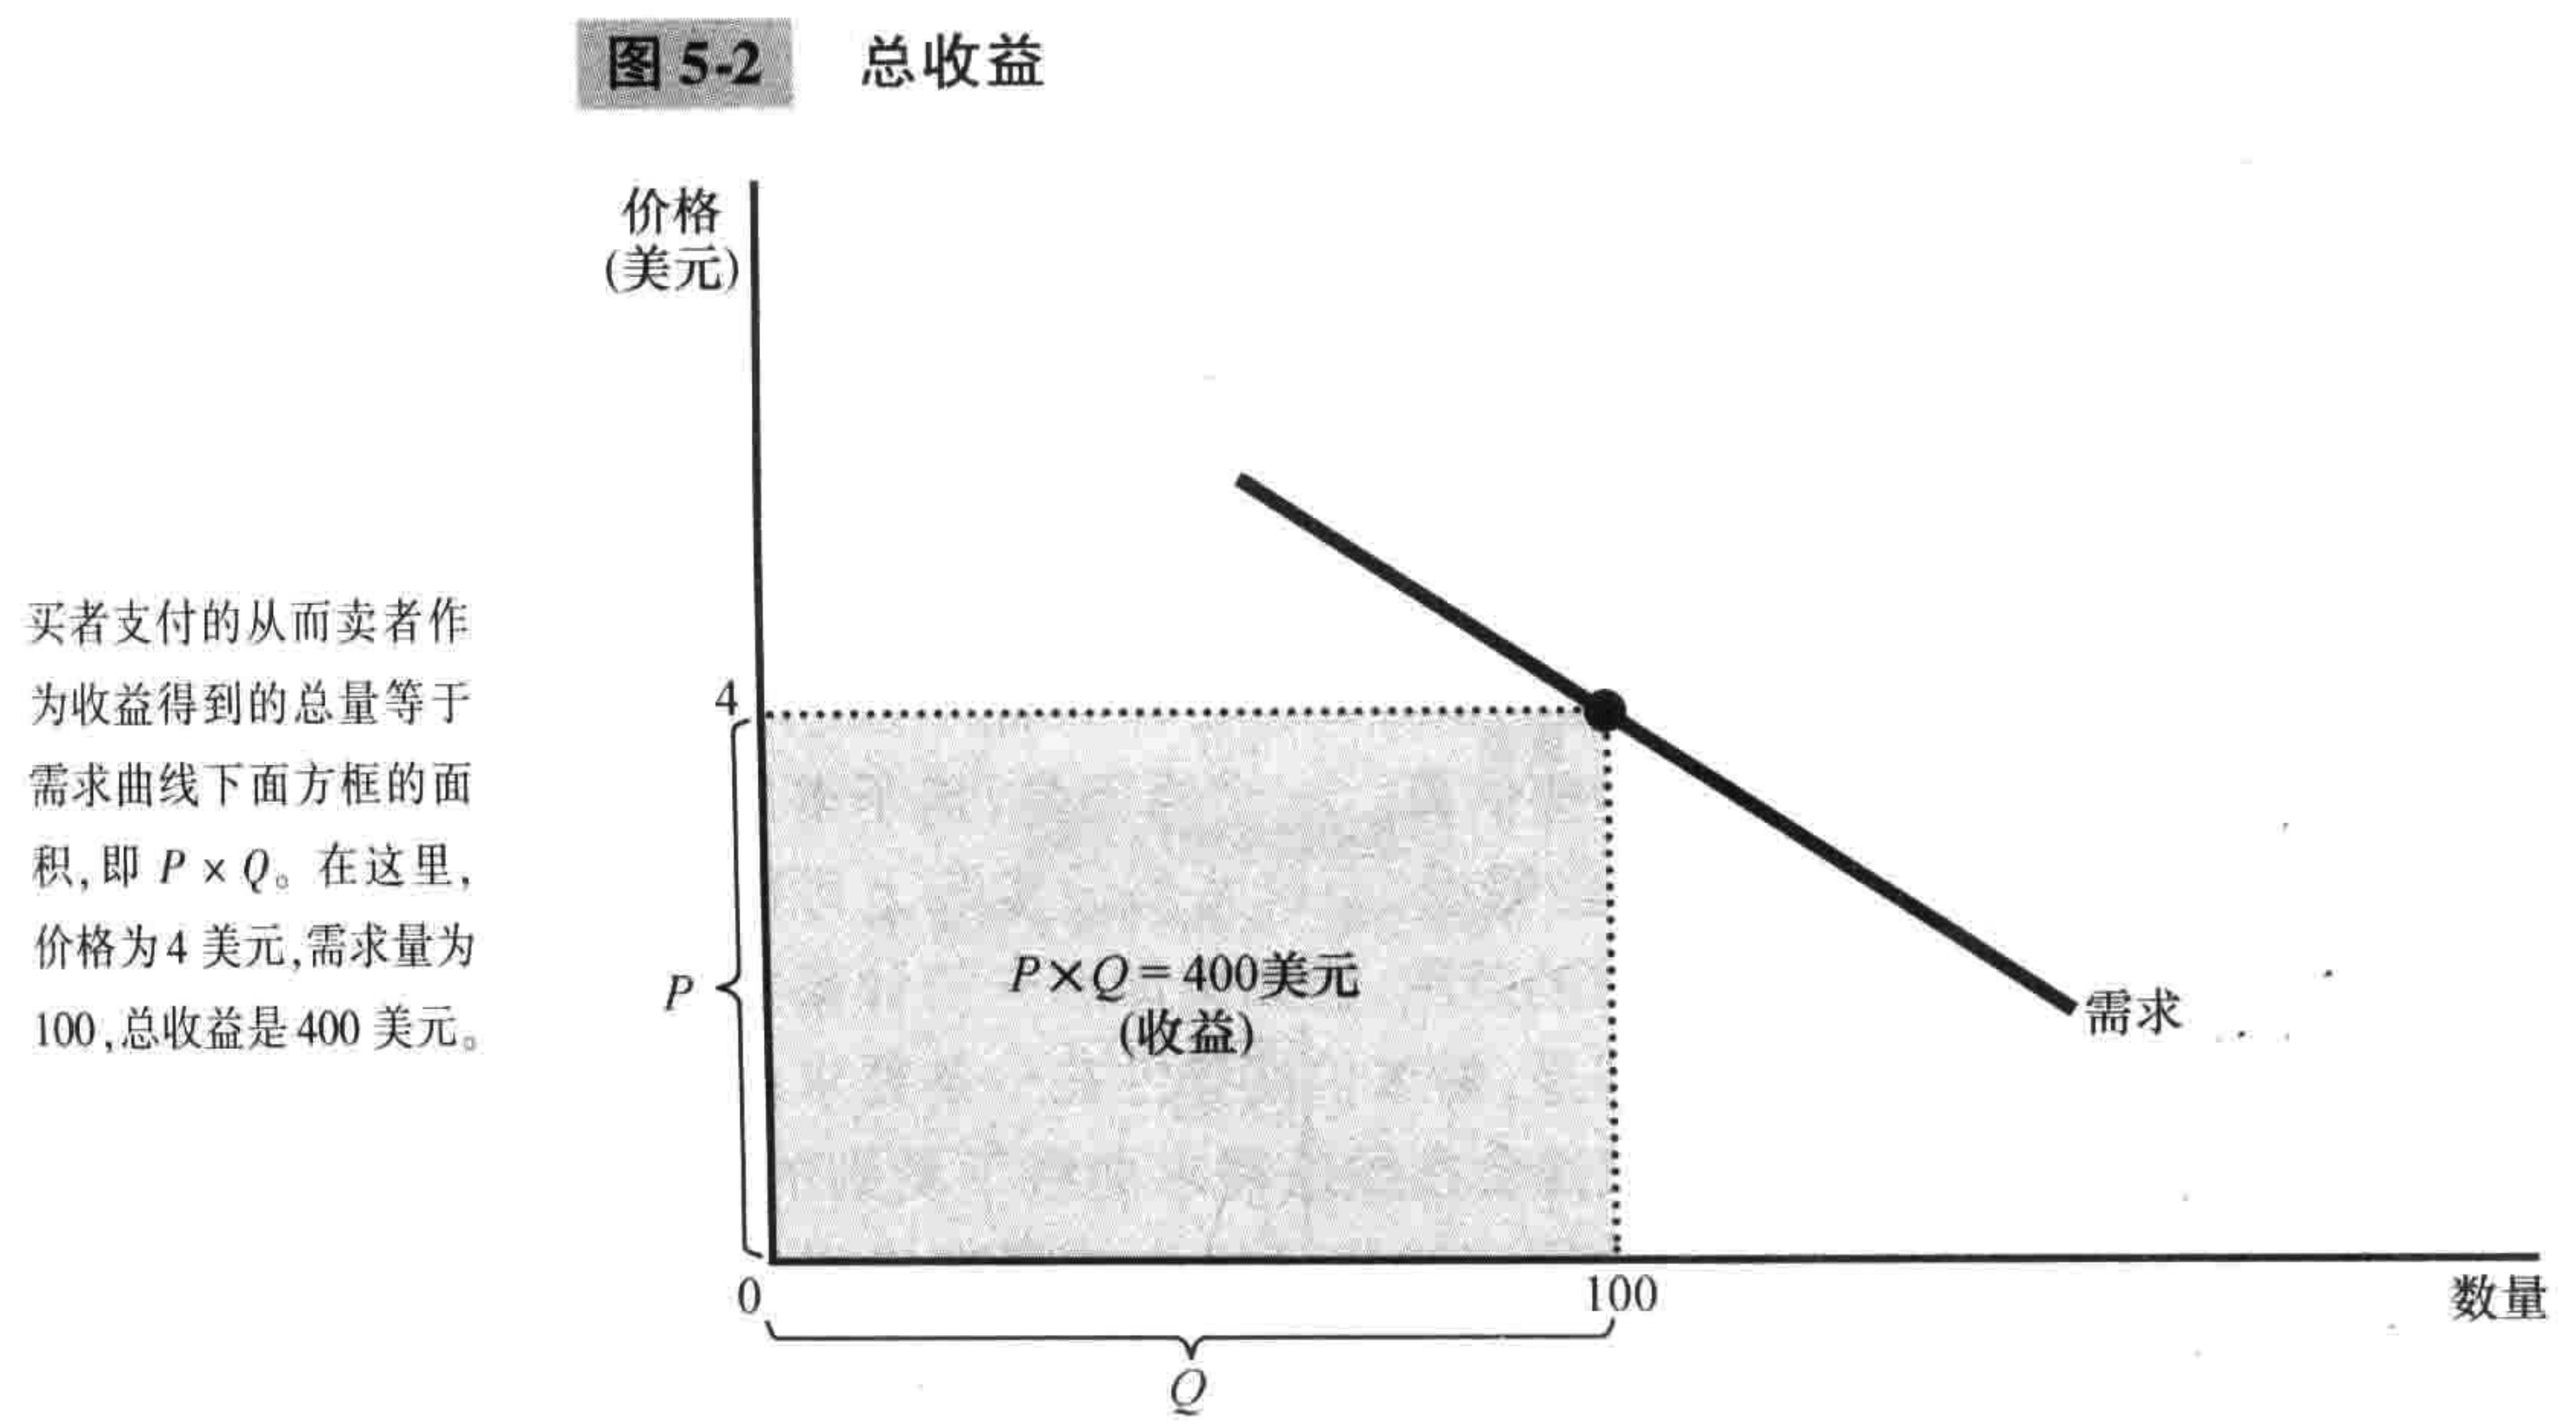 图 5-2 总收益
价格
(美元)
买者支付的从而卖者作
为收益得到的总量等于
需求曲线下面方框的面
积,即 P × Q。在这里,
价格为4 美元,需求量为
100,总收益是400 美元。
4
P
P×Q=400美元
(收益)
需求
0
100
数量
Q